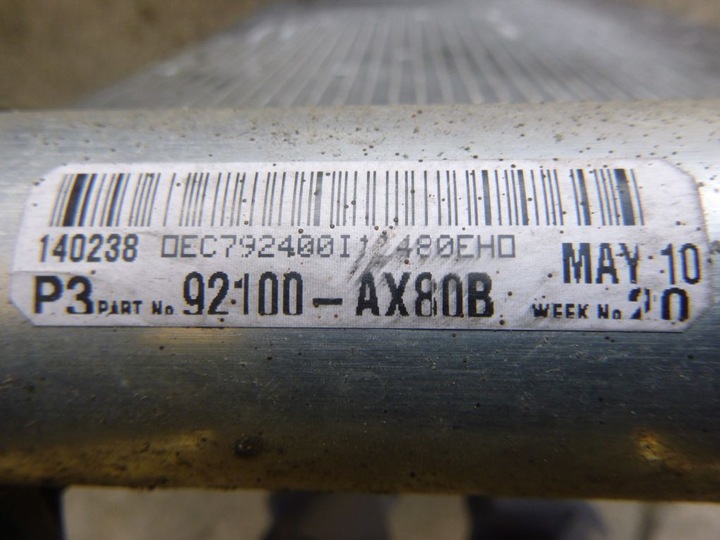 140238
MAY 10
P3 PART No. 92100-AX80B WEEK No. 20